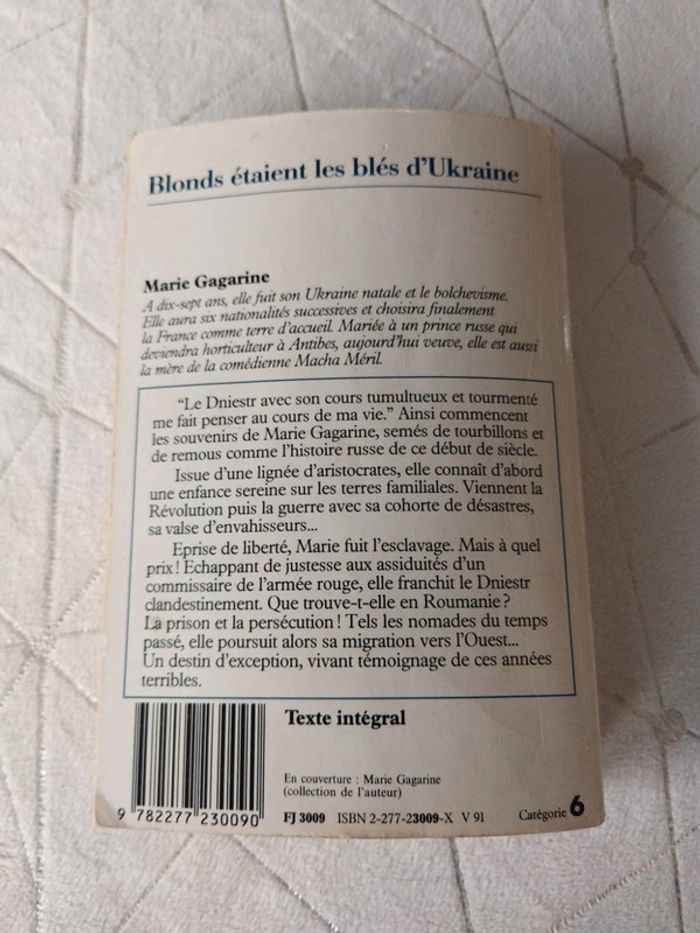 Blonds étaient les blés d'Ukraine
Marie Gagarine
A dix-sept ans, elle fuit son Ukraine natale et le bolchevisme.
Elle aura six nationalités successives et choisira finalement
la France comme terre d'accueil. Mariée à un prince russe qui
deviendra horticulteur à Antibes, aujourd'hui veuve, elle est aussi
la mère de la comédienne Macha Méril.
"Le Dniestr avec son cours tumultueux et tourmenté
me fait penser au cours de ma vie." Ainsi commencent
les souvenirs de Marie Gagarine, semés de tourbillons et
de remous comme l'histoire russe de ce début de siècle.
Issue d'une lignée d'aristocrates, elle connaît d'abord
une enfance sereine sur les terres familiales. Viennent la
Révolution puis la guerre avec sa cohorte de désastres,
sa valse d'envahisseurs...
Eprise de liberté, Marie fuit l'esclavage. Mais à quel
prix ! Echappant de justesse aux assiduités d'un
commissaire de l'armée rouge, elle franchit le Dniestr
clandestinement. Que trouve-t-elle en Roumanie ?
La prison et la persécution ! Tels les nomades du temps
passé, elle poursuit alors sa migration vers l'Ouest...
Un destin d'exception, vivant témoignage de ces années
terribles.
Texte intégral
En couverture : Marie Gagarine
(collection de l'auteur)
9 782277 230090
FJ 3009 ISBN 2-277-23009-X V 91
Catégorie 6